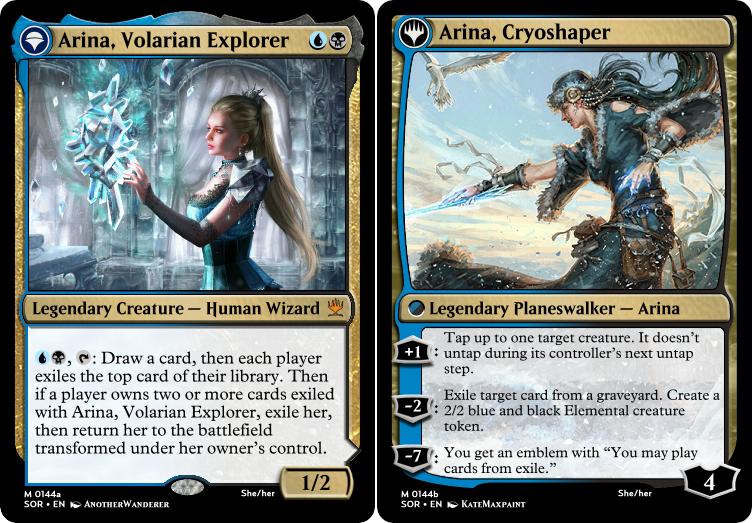 Arina, Volarian Explorer
Legendary Creature — Human Wizard
: Draw a card, then each player
exiles the top card of their library. Then
if a player owns two or more cards exiled
with Arina, Volarian Explorer, exile her,
then return her to the battlefield
transformed under her owner's control.
1/2
M 0144a
SOR • EN AnotherWanderer
She/her
Arina, Cryoshaper
Legendary Planeswalker — Arina
+1 : Tap up to one target creature. It doesn't
untap during its controller's next untap
step.
-2 : Exile target card from a graveyard. Create a
2/2 blue and black Elemental creature
token.
-7 : You get an emblem with "You may play
cards from exile."
4
M 0144b
SOR • EN KateMaxpaint
She/her